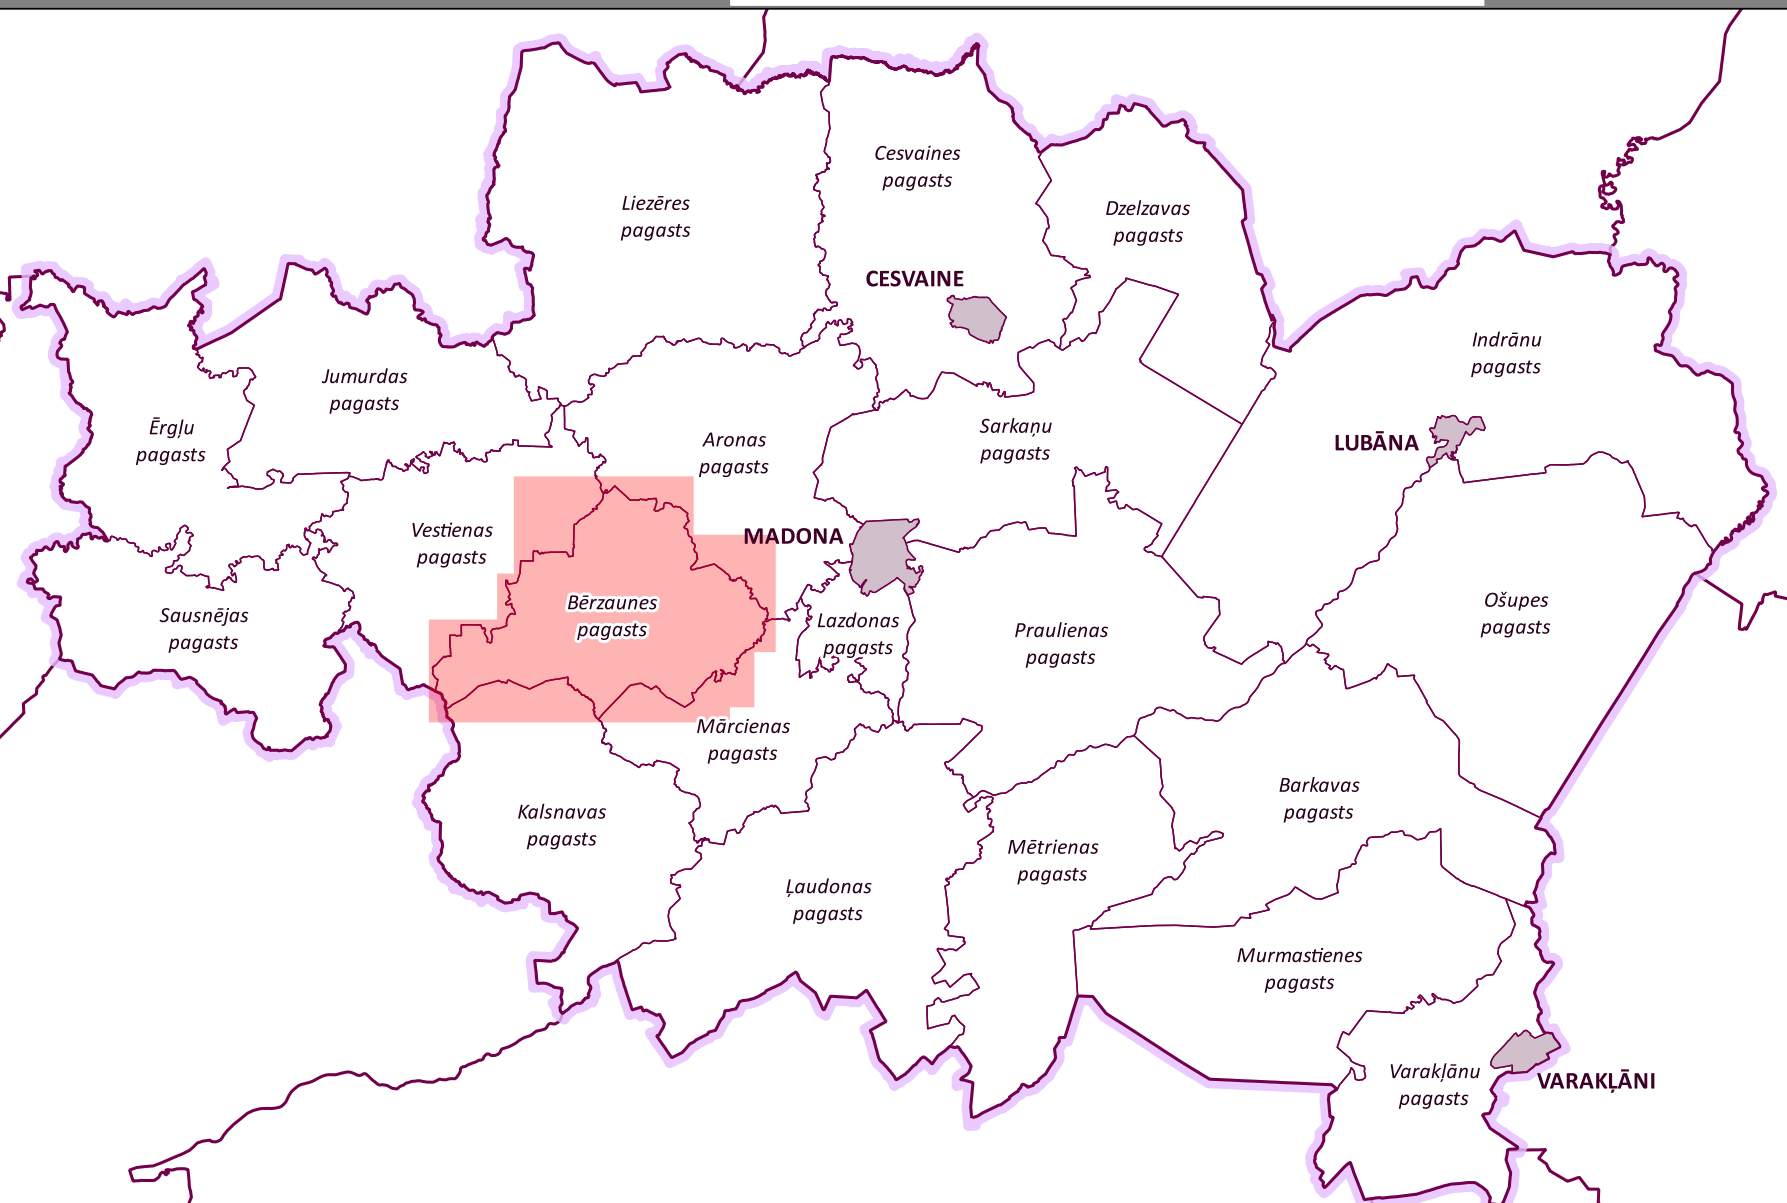 Cesvaines
pagasts
Liezēres
pagasts
Dzelzavas
pagasts
CESVAINE
Indrānu
pagasts
Jumurdas
pagasts
Ērgļu
pagasts
Aronas
pagasts
Sarkaņu
pagasts
LUBĀNA
Vestienas
pagasts
MADONA
Bērzaunes
pagasts
Sausnējas
pagasts
Lazdonas
pagasts
Praulienas
pagasts
Ošupes
pagasts
Mārcienas
pagasts
Kalsnavas
pagasts
Barkavas
pagasts
Mētrienas
pagasts
Ļaudonas
pagasts
Murmastienes
pagasts
Varakļānu
pagasts
VARAKĻĀNI